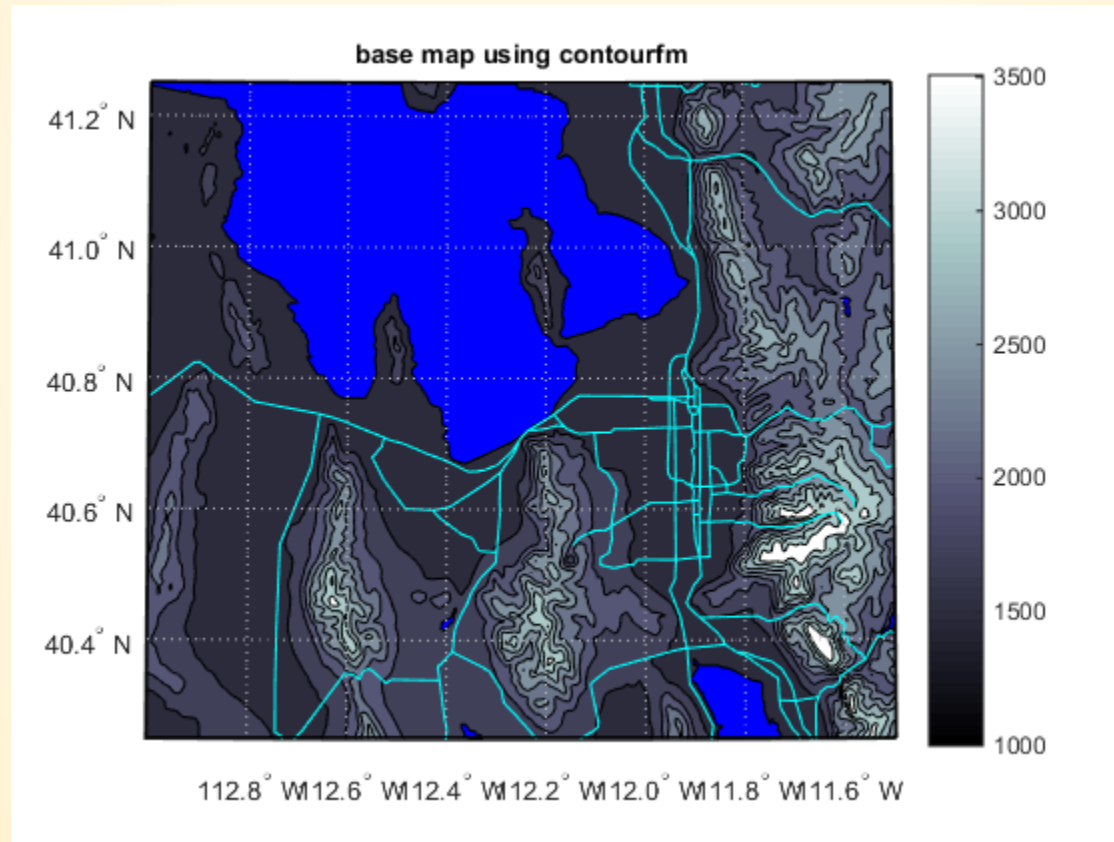 base map using contourfm
3500
41.2° N
3000
41.0° N
2500
40.8° N
2000
40.6° N
1500
40.4° N
1000
112.8° W112.6° W112.4° W112.2° W112.0° W111.8° W111.6° W